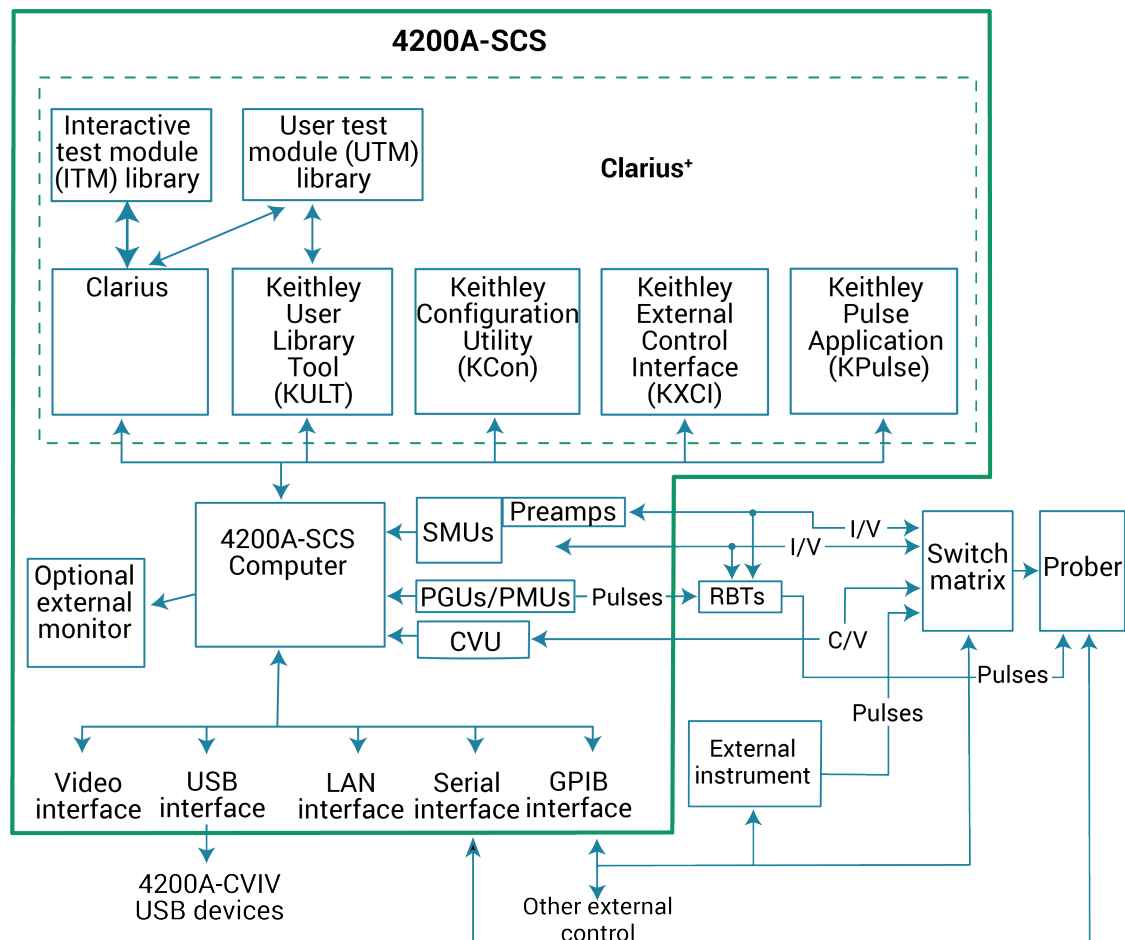 4200A-SCS
Interactive
test module
(ITM) library
User test
module (UTM)
library
Clarius+
Clarius
Keithley
User
Library
Tool
(KULT)
Keithley
Configuration
Utility
(KCon)
Keithley
External
Control
Interface
(KXCI)
Keithley
Pulse
Application
(KPulse)
4200A-SCS
Computer
SMUs
Preamps
I/V
I/V
Switch
matrix
Prober
Optional
external
monitor
PGUs/PMUs
Pulses
RBTs
CVU
C/V
Pulses
Pulses
External
instrument
Video
interface
USB
interface
LAN
interface
Serial
interface
GPIB
interface
4200A-CVIV
USB devices
Other external
control